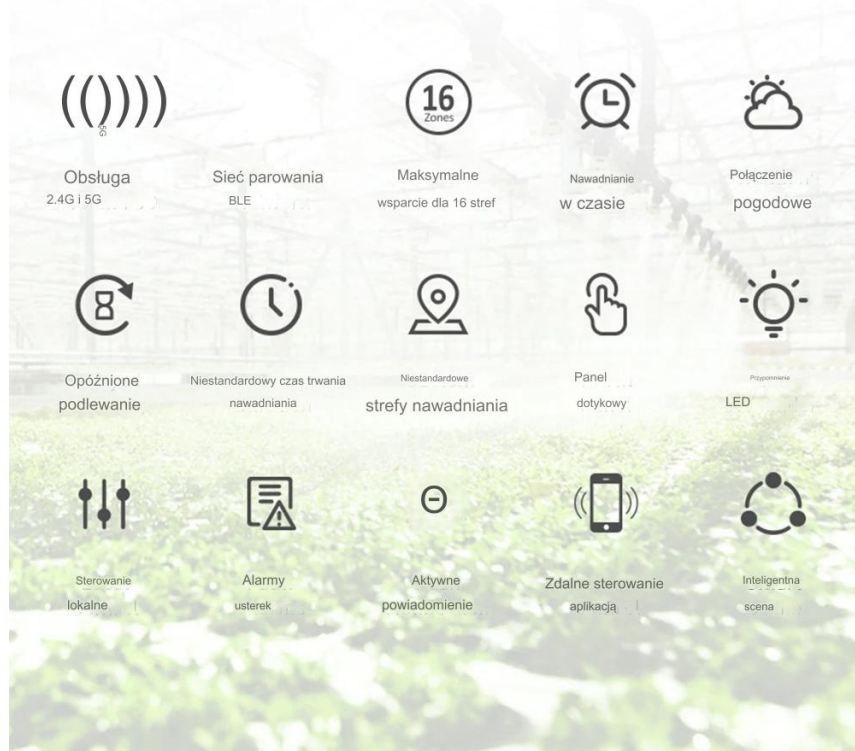 5G
16
Zones
Obsługa
2.4G i 5G
Sieć parowania
BLE
Maksymalne
wsparcie dla 16 stref
Nawadnianie
w czasie
Połączenie
pogodowe
Opóźnione
podlewanie
Niestandardowy czas trwania
nawadniania
Niestandardowe
strefy nawadniania
Panel
dotykowy
Przypomnienie
LED
Sterowanie
lokalne
Alarmy
usterek
Aktywne
powiadomienie
Zdalne sterowanie
aplikacją
Inteligentna
scena